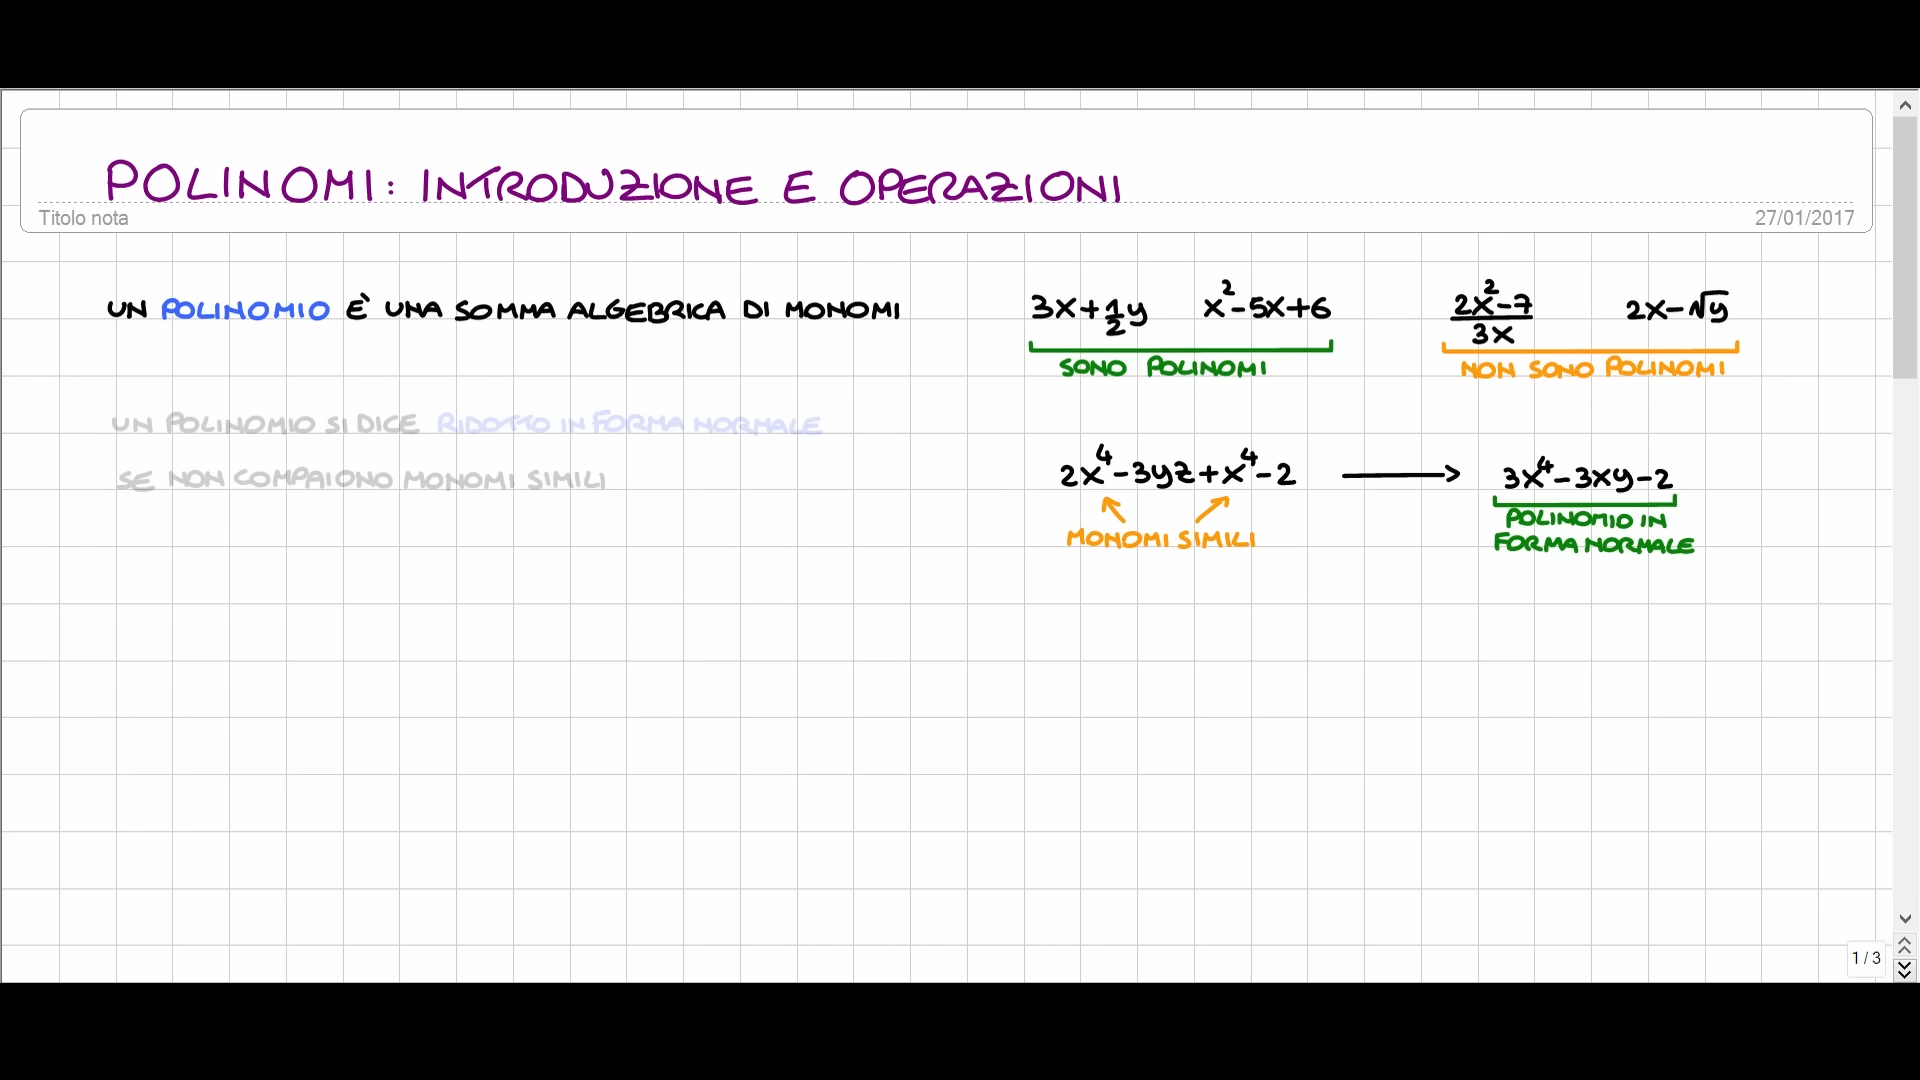 POLINOMI: INTRODUZIONE E OPERAZIONI
Titolo nota
27/01/2017
UN POLINOMIO È UNA SOMMA ALGEBRICA DI MONOMI
3x+1/2y x²-5x+6
SONO POLINOMI
2x²-7/3x 2x-√y
NON SONO POLINOMI
UN POLINOMIO SI DICE RIDOTTO IN FORMA NORMALE
SE NON COMPAIONO MONOMI SIMILI
2x⁴-3yz+x⁴-2 → 3x⁴-3xy-2
MONOMI SIMILI
POLINOMIO IN
FORMA NORMALE
1 / 3